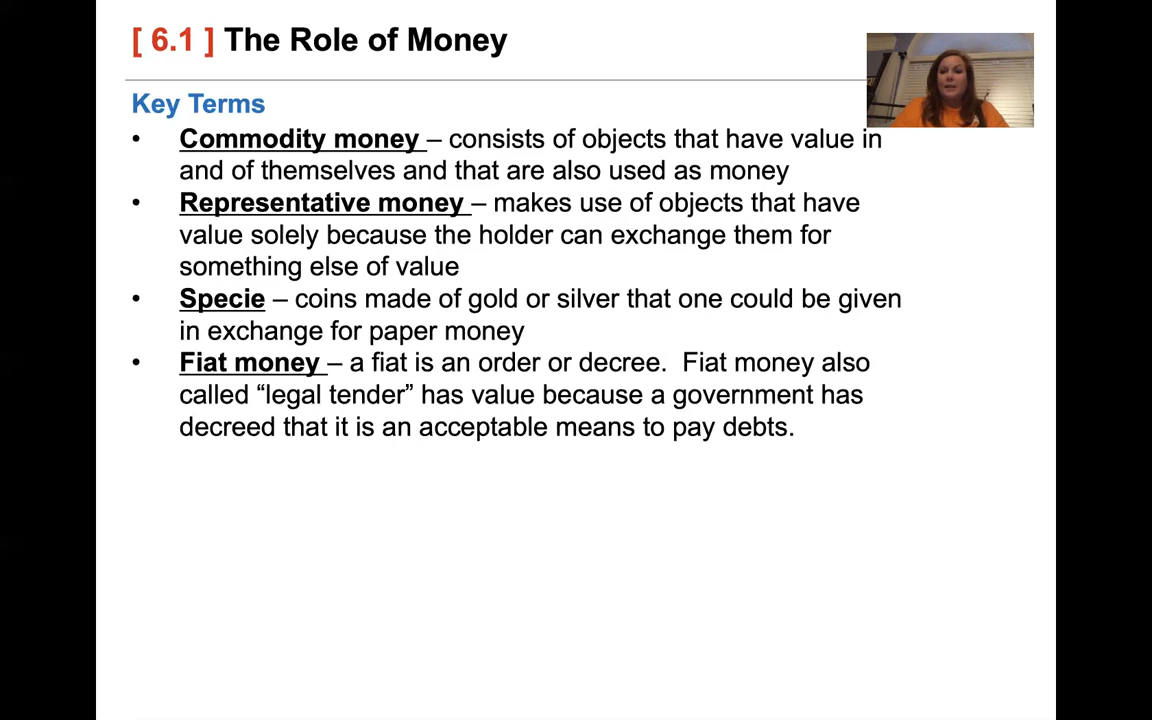 [ 6.1 ] The Role of Money
Key Terms
• Commodity money – consists of objects that have value in
and of themselves and that are also used as money
• Representative money – makes use of objects that have
value solely because the holder can exchange them for
something else of value
• Specie – coins made of gold or silver that one could be given
in exchange for paper money
• Fiat money – a fiat is an order or decree.  Fiat money also
called “legal tender” has value because a government has
decreed that it is an acceptable means to pay debts.